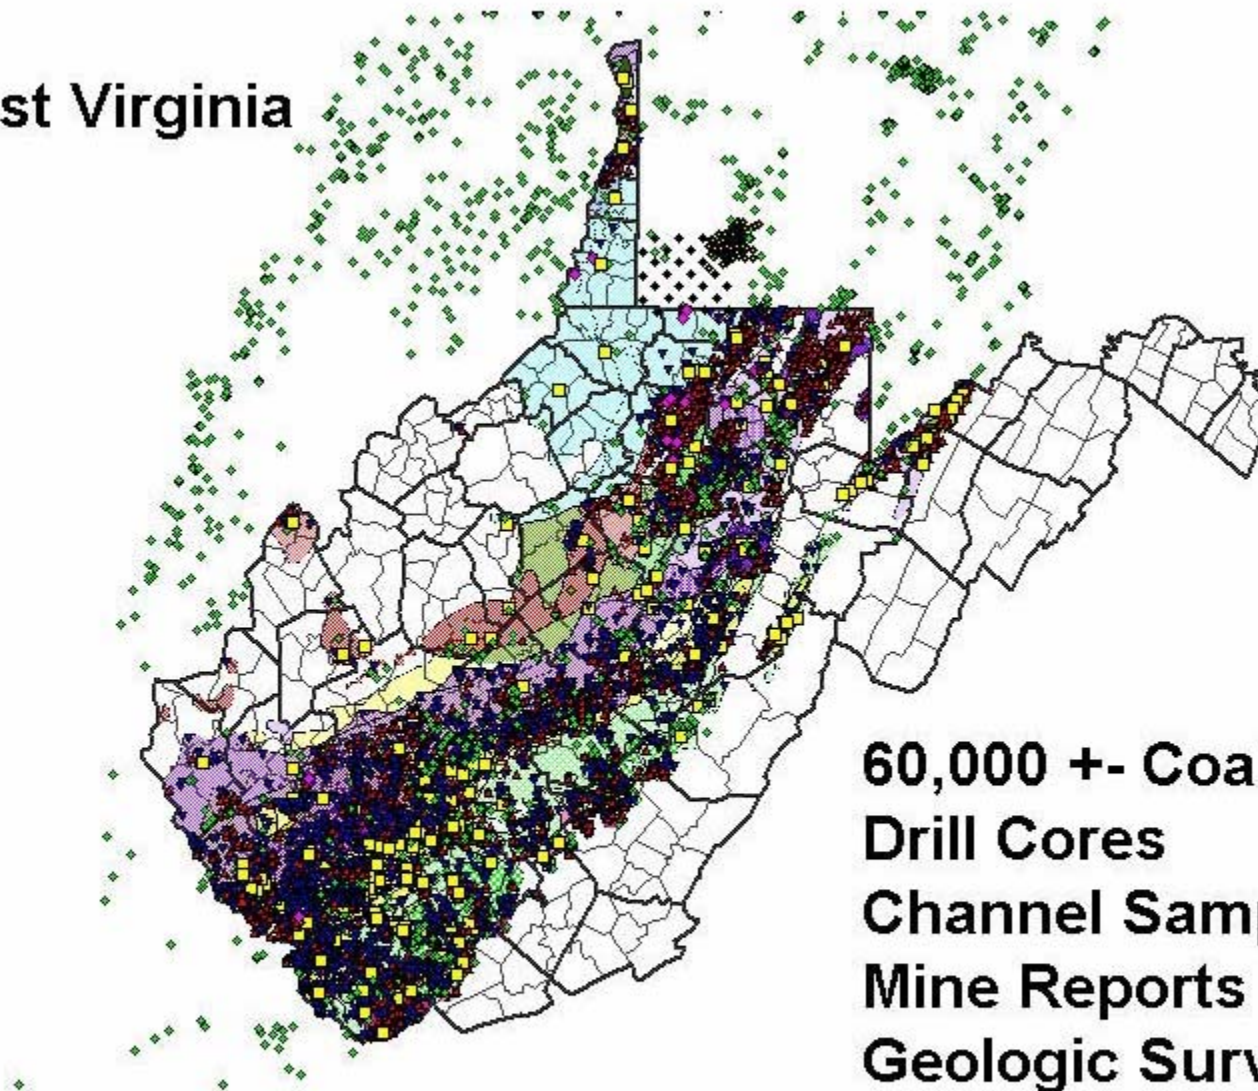 st Virginia
60,000 +- Coa
Drill Cores
Channel Samp
Mine Reports
Geologic Surv